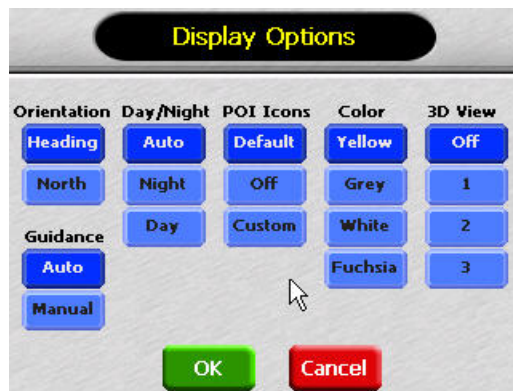 Display Options
Orientation Day/Night POI Icons Color 3D View
Heading Auto Default Yellow Off
North Night Off Grey 1
Guidance Day Custom White 2
Auto Fuchsia 3
Manual
OK Cancel